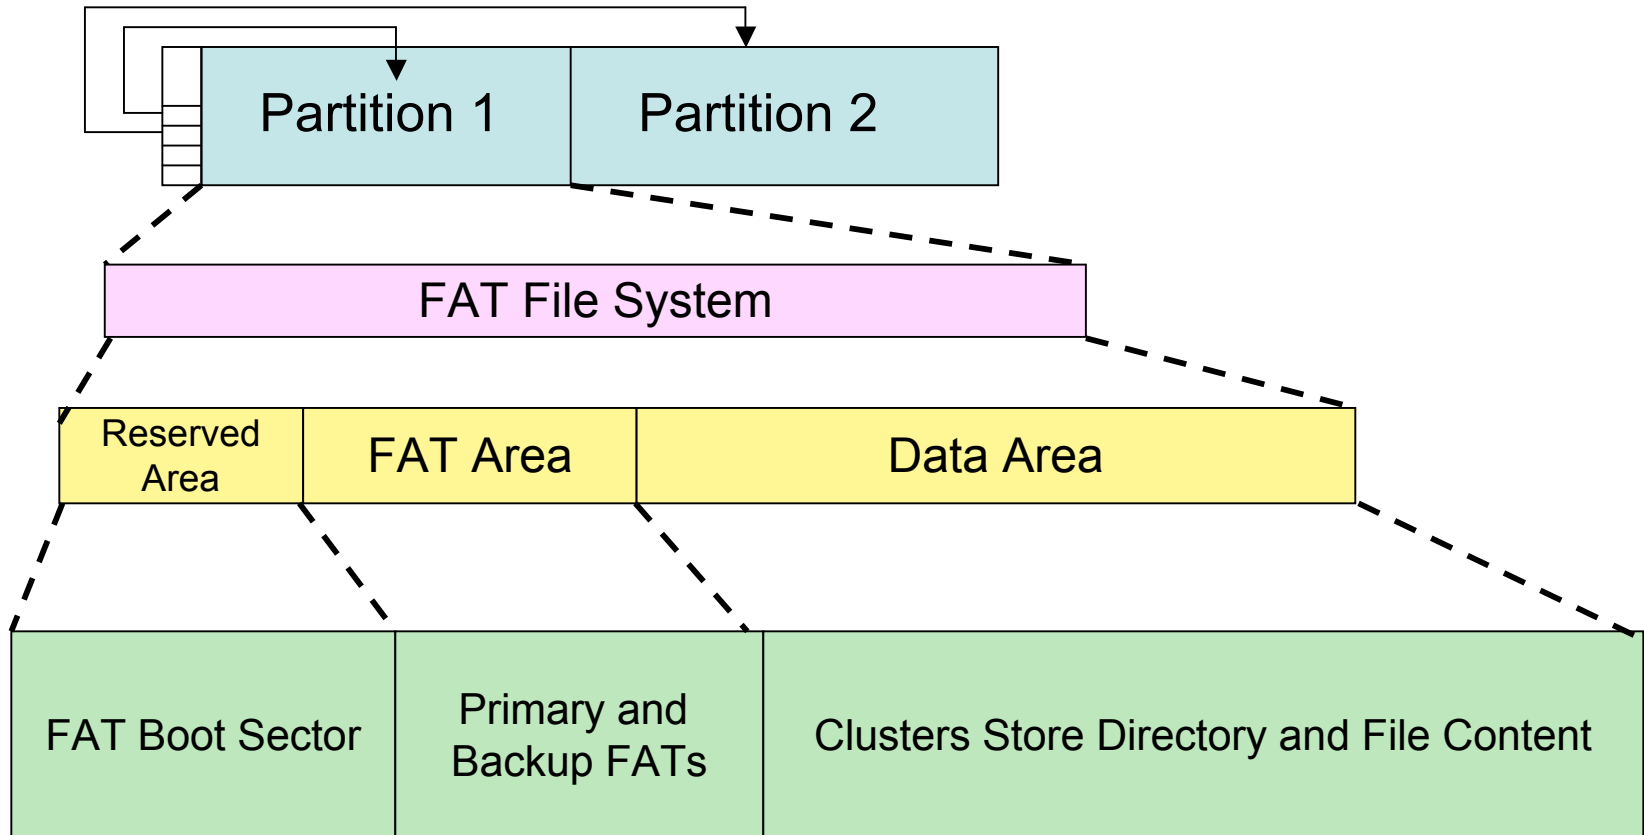 Partition 1
Partition 2
FAT File System
Reserved
Area
FAT Area
Data Area
FAT Boot Sector
Primary and
Backup FATs
Clusters Store Directory and File Content